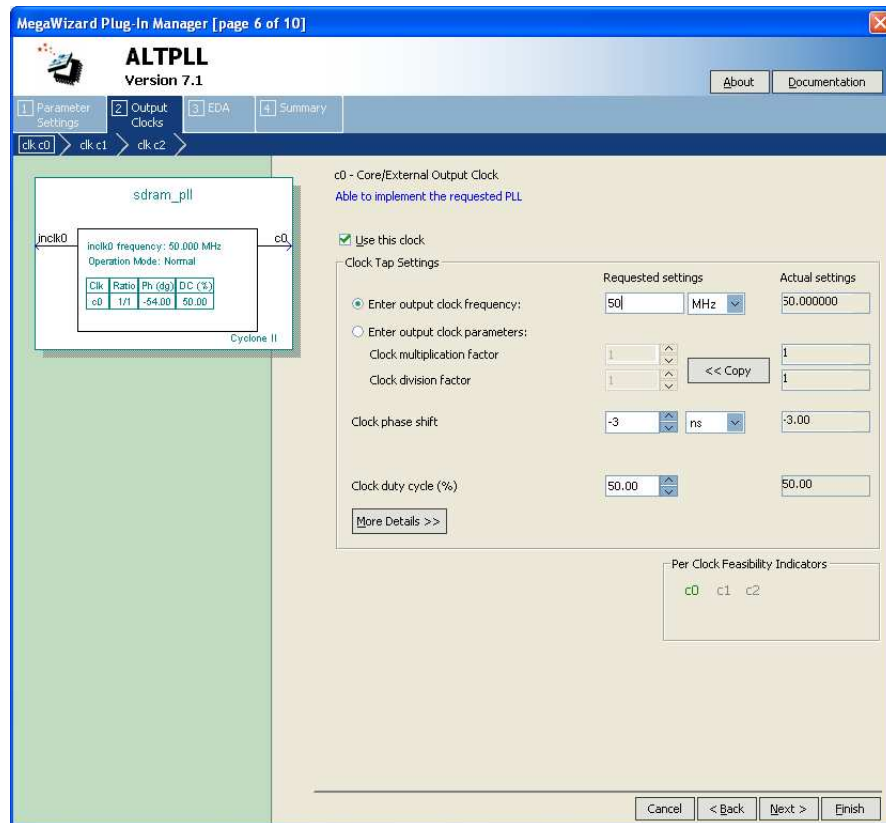 MegaWizard Plug-In Manager [page 6 of 10]
ALTPLL
Version 7.1
About
Documentation
1 Parameter Settings
2 Output Clocks
3 EDA
4 Summary
clk c0
clk c1
clk c2
sdram_pll
inclk0
c0
inclk0 frequency: 50.000 MHz
Operation Mode: Normal
Clk Ratio Ph (dg) DC (%)
c0 1/1 -54.00 50.00
Cyclone II
c0 - Core/External Output Clock
Able to implement the requested PLL
Use this clock
Clock Tap Settings
Requested settings
Actual settings
Enter output clock frequency:
50
MHz
50.000000
Enter output clock parameters:
Clock multiplication factor
1
<< Copy
1
Clock division factor
1
1
Clock phase shift
-3
ns
-3.00
Clock duty cycle (%)
50.00
50.00
More Details >>
Per Clock Feasibility Indicators
c0 c1 c2
Cancel
< Back
Next >
Finish